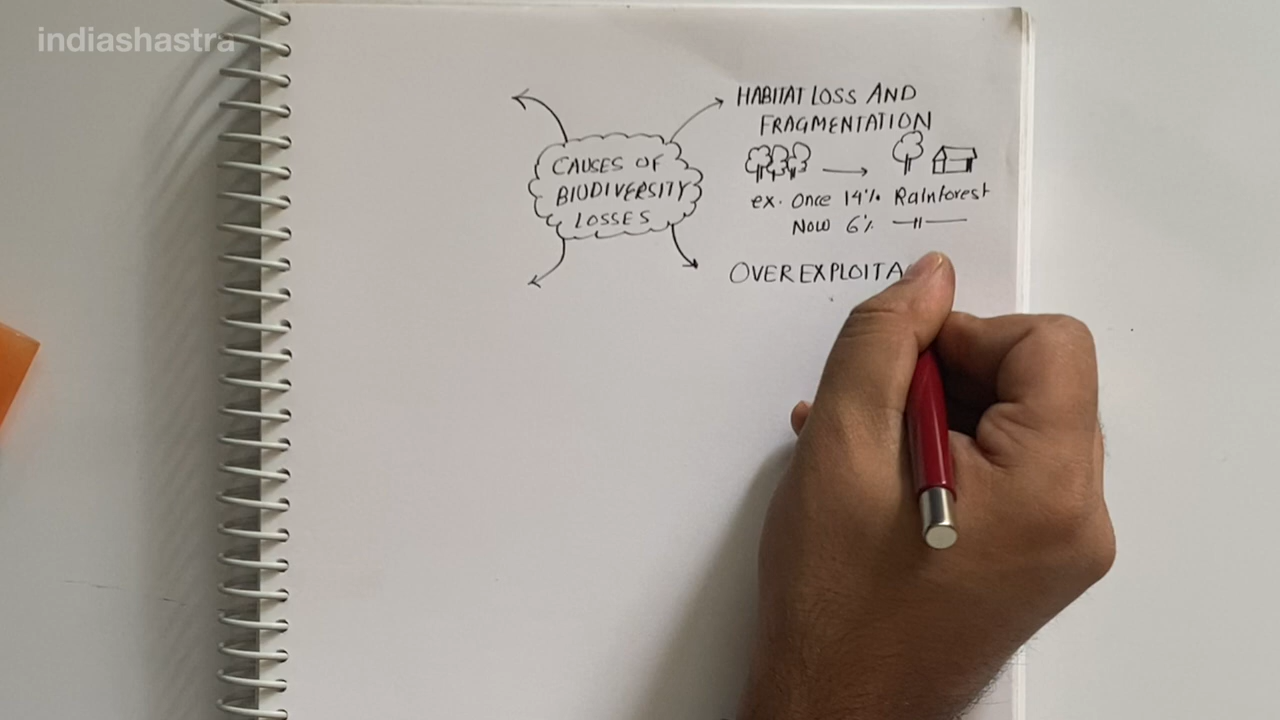 indiashastra
CAUSES OF
BIODIVERSITY
LOSSES
HABITAT LOSS AND
FRAGMENTATION
ex. Once 14% Rainforest
Now 6% —||—
OVEREXPLOITA